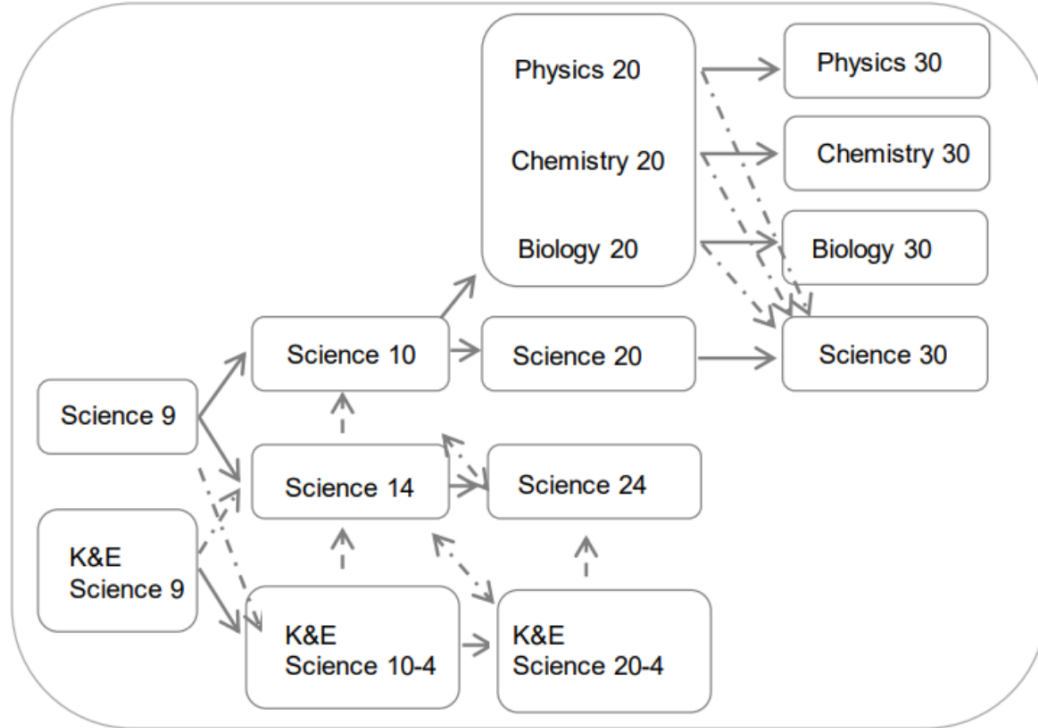 Physics 20
Physics 30
Chemistry 20
Chemistry 30
Biology 20
Biology 30
Science 10
Science 20
Science 30
Science 9
Science 14
Science 24
K&E
Science 9
K&E
Science 10-4
K&E
Science 20-4